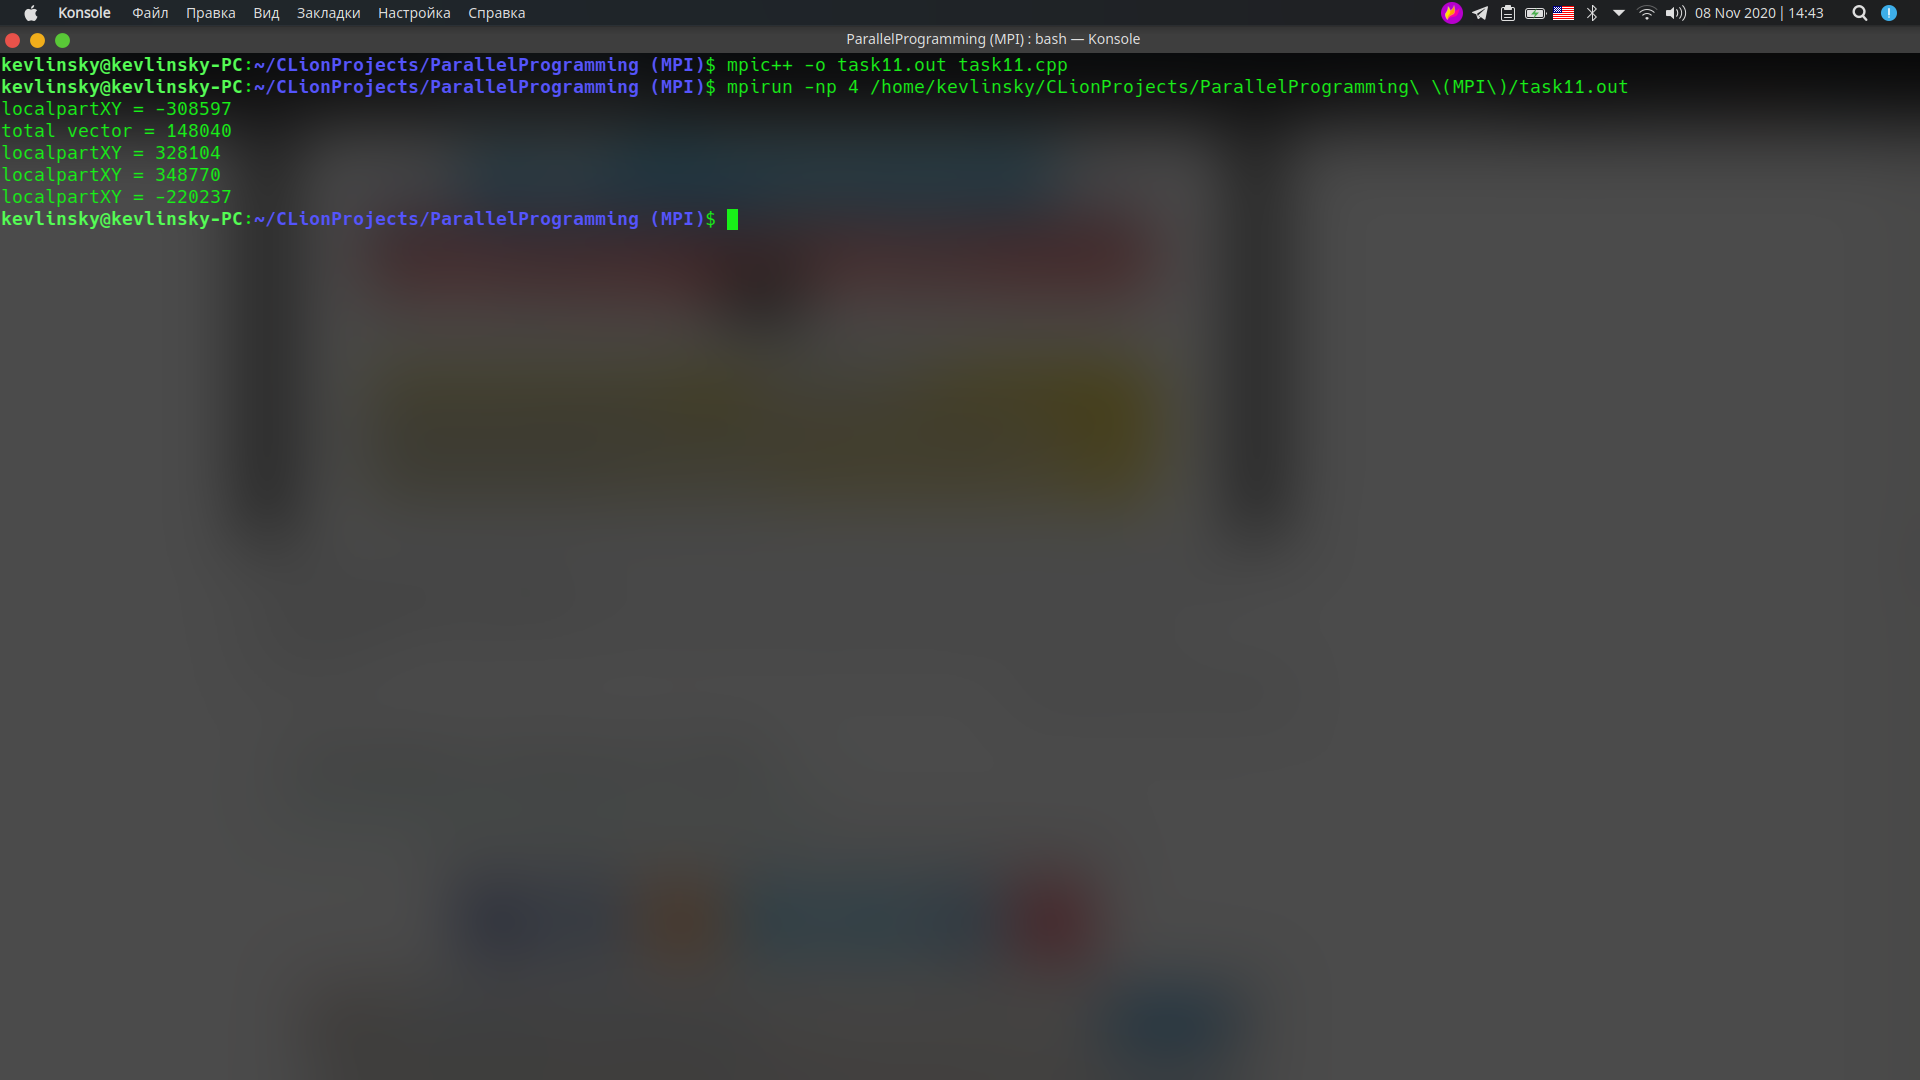 Konsole Файл Правка Вид Закладки Настройка Справка 08 Nov 2020 | 14:43
ParallelProgramming (MPI) : bash — Konsole
kevlinsky@kevlinsky-PC:~/CLionProjects/ParallelProgramming (MPI)$ mpic++ -o task11.out task11.cpp
kevlinsky@kevlinsky-PC:~/CLionProjects/ParallelProgramming (MPI)$ mpirun -np 4 /home/kevlinsky/CLionProjects/ParallelProgramming\ \(MPI\)/task11.out
localpartXY = -308597
total vector = 148040
localpartXY = 328104
localpartXY = 348770
localpartXY = -220237
kevlinsky@kevlinsky-PC:~/CLionProjects/ParallelProgramming (MPI)$